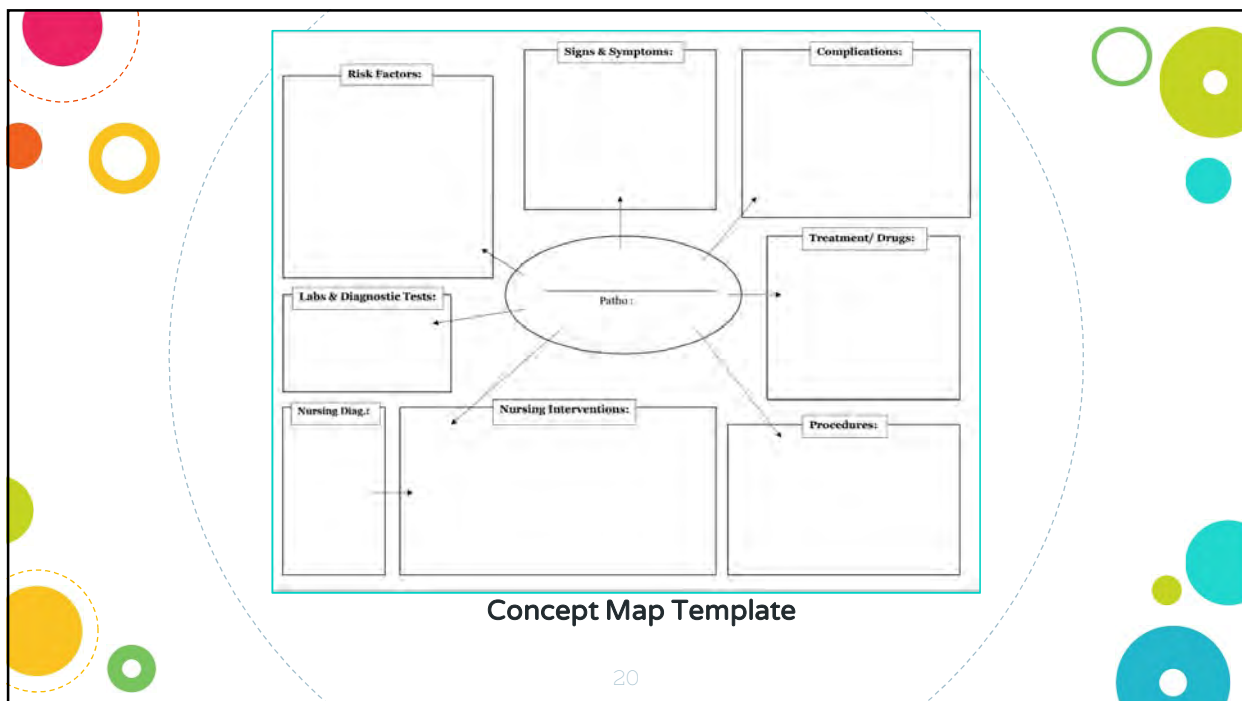 Signs & Symptoms:
Complications:
Risk Factors:
Treatment/ Drugs:
Labs & Diagnostic Tests:
Patho :
Nursing Diag.:
Nursing Interventions:
Procedures:
Concept Map Template
20